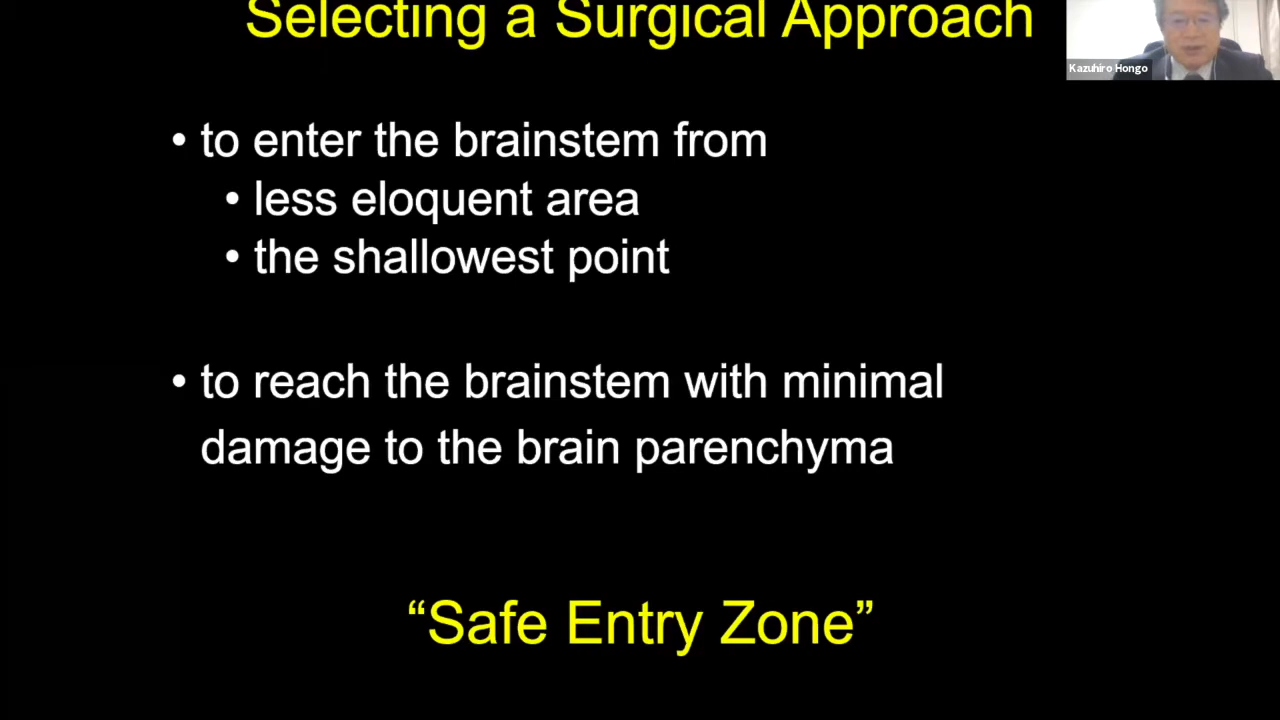 Selecting a Surgical Approach
Kazuhiro Hongo
• to enter the brainstem from
• less eloquent area
• the shallowest point
• to reach the brainstem with minimal
damage to the brain parenchyma
“Safe Entry Zone”